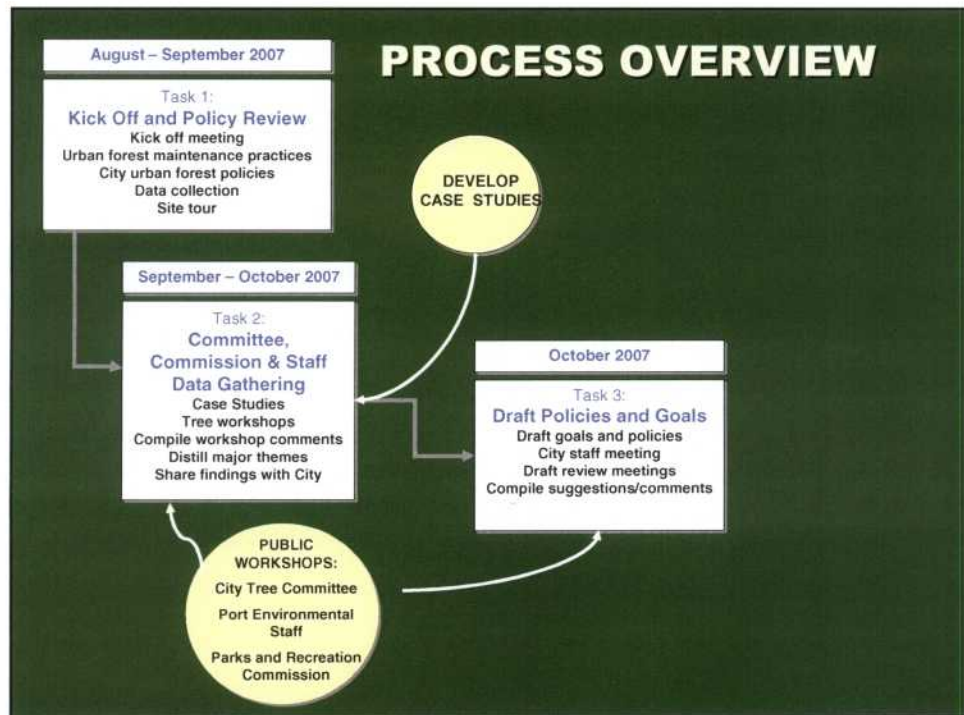 PROCESS OVERVIEW
August – September 2007
Task 1:
Kick Off and Policy Review
Kick off meeting
Urban forest maintenance practices
City urban forest policies
Data collection
Site tour
DEVELOP
CASE STUDIES
September – October 2007
Task 2:
Committee,
Commission & Staff
Data Gathering
Case Studies
Tree workshops
Compile workshop comments
Distill major themes
Share findings with City
October 2007
Task 3:
Draft Policies and Goals
Draft goals and policies
City staff meeting
Draft review meetings
Compile suggestions/comments
PUBLIC
WORKSHOPS:
City Tree Committee
Port Environmental
Staff
Parks and Recreation
Commission